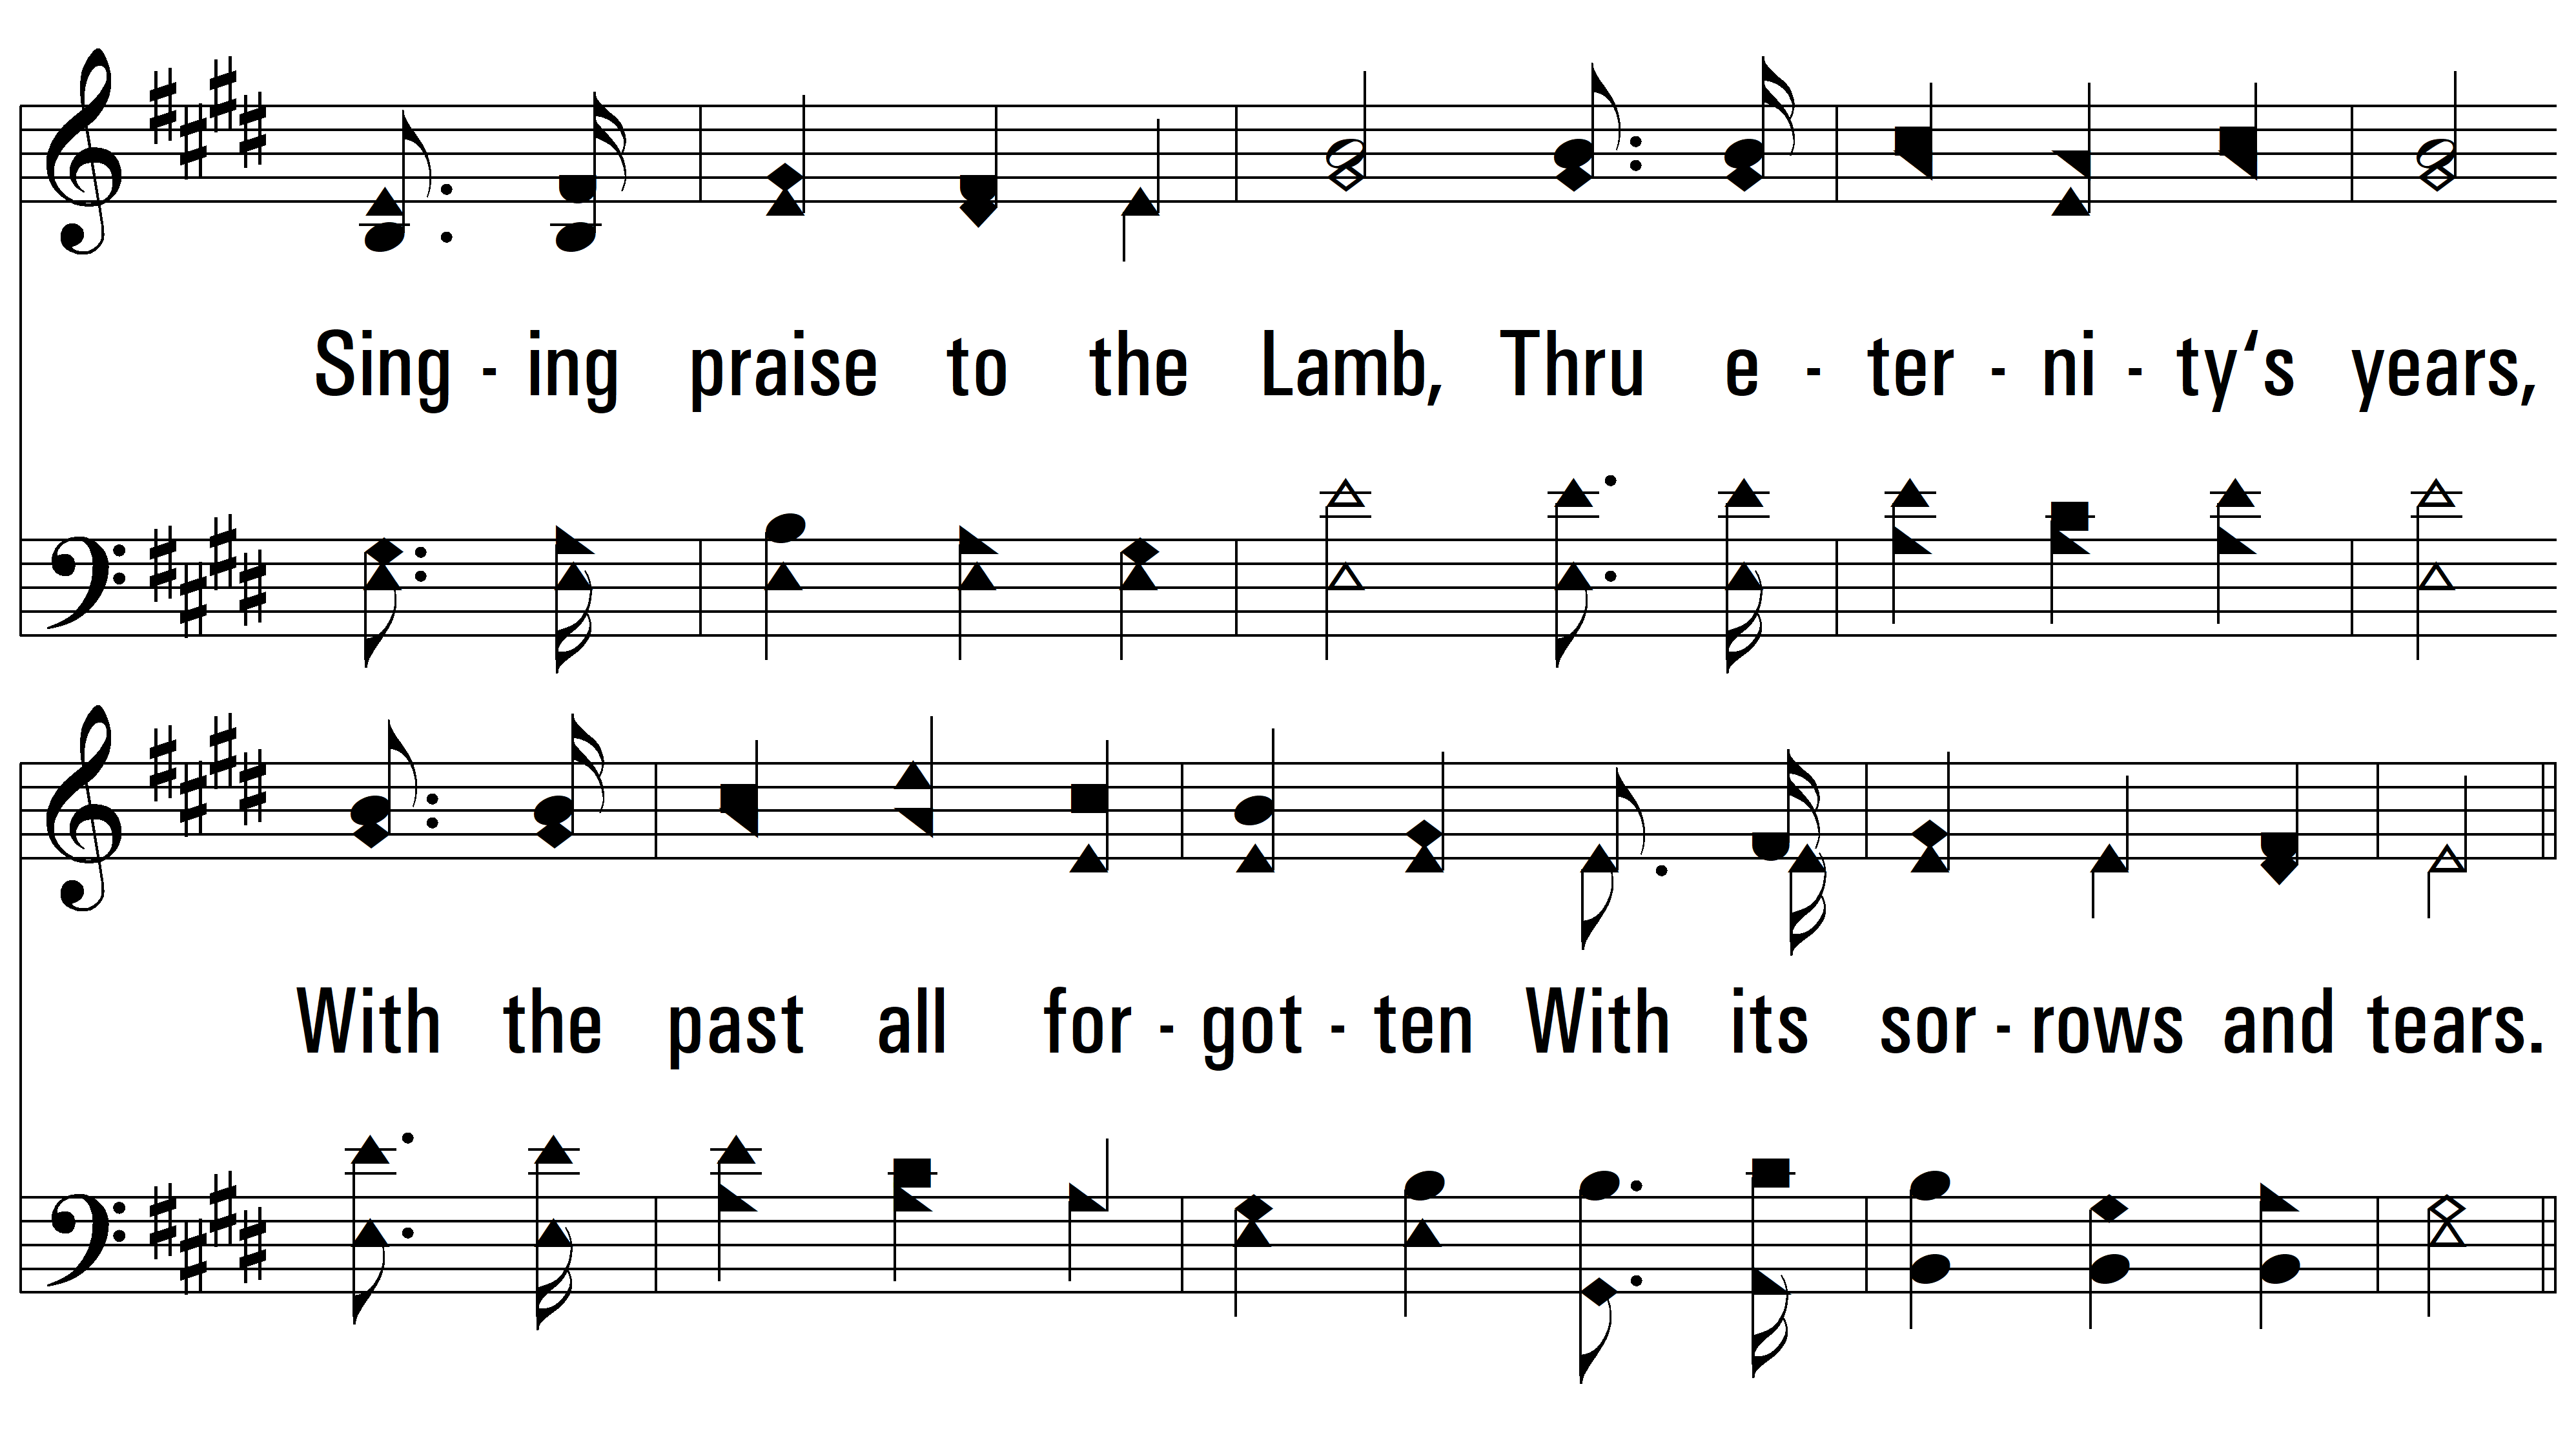 Sing - ing praise to the Lamb, Thru e - ter - ni - ty‘s years,
With the past all for - got - ten With its sor - rows and tears.